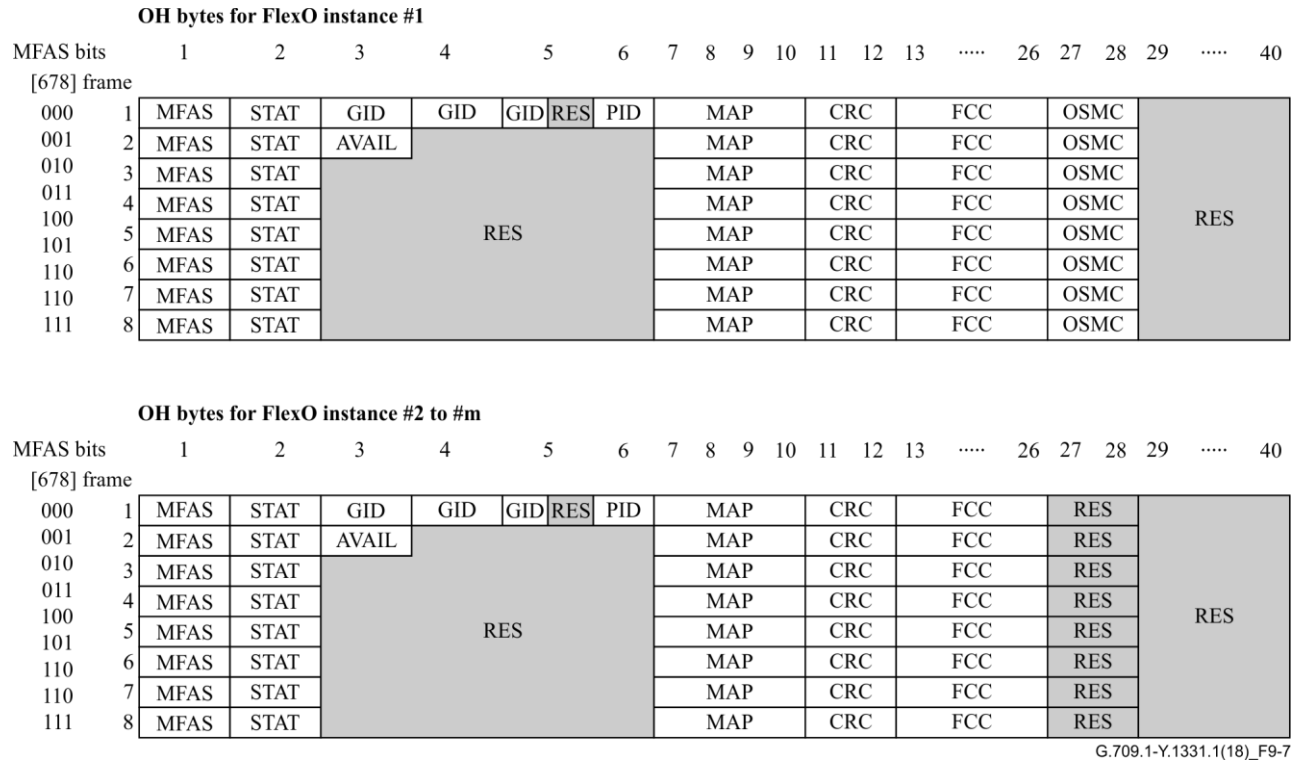 OH bytes for FlexO instance #1
MFAS bits 1 2 3 4 5 6 7 8 9 10 11 12 13 ····· 26 27 28 29 ····· 40
[678] frame
000 1 MFAS STAT GID GID GID RES PID MAP CRC FCC OSMC
001 2 MFAS STAT AVAIL MAP CRC FCC OSMC
010 3 MFAS STAT MAP CRC FCC OSMC
011 4 MFAS STAT MAP CRC FCC OSMC
100 RES
101 5 MFAS STAT RES MAP CRC FCC OSMC
110 6 MFAS STAT MAP CRC FCC OSMC
110 7 MFAS STAT MAP CRC FCC OSMC
111 8 MFAS STAT MAP CRC FCC OSMC
OH bytes for FlexO instance #2 to #m
MFAS bits 1 2 3 4 5 6 7 8 9 10 11 12 13 ····· 26 27 28 29 ····· 40
[678] frame
000 1 MFAS STAT GID GID GID RES PID MAP CRC FCC RES
001 2 MFAS STAT AVAIL MAP CRC FCC RES
010 3 MFAS STAT MAP CRC FCC RES
011 4 MFAS STAT MAP CRC FCC RES
100 RES
101 5 MFAS STAT RES MAP CRC FCC RES
110 6 MFAS STAT MAP CRC FCC RES
110 7 MFAS STAT MAP CRC FCC RES
111 8 MFAS STAT MAP CRC FCC RES
G.709.1-Y.1331.1(18)_F9-7